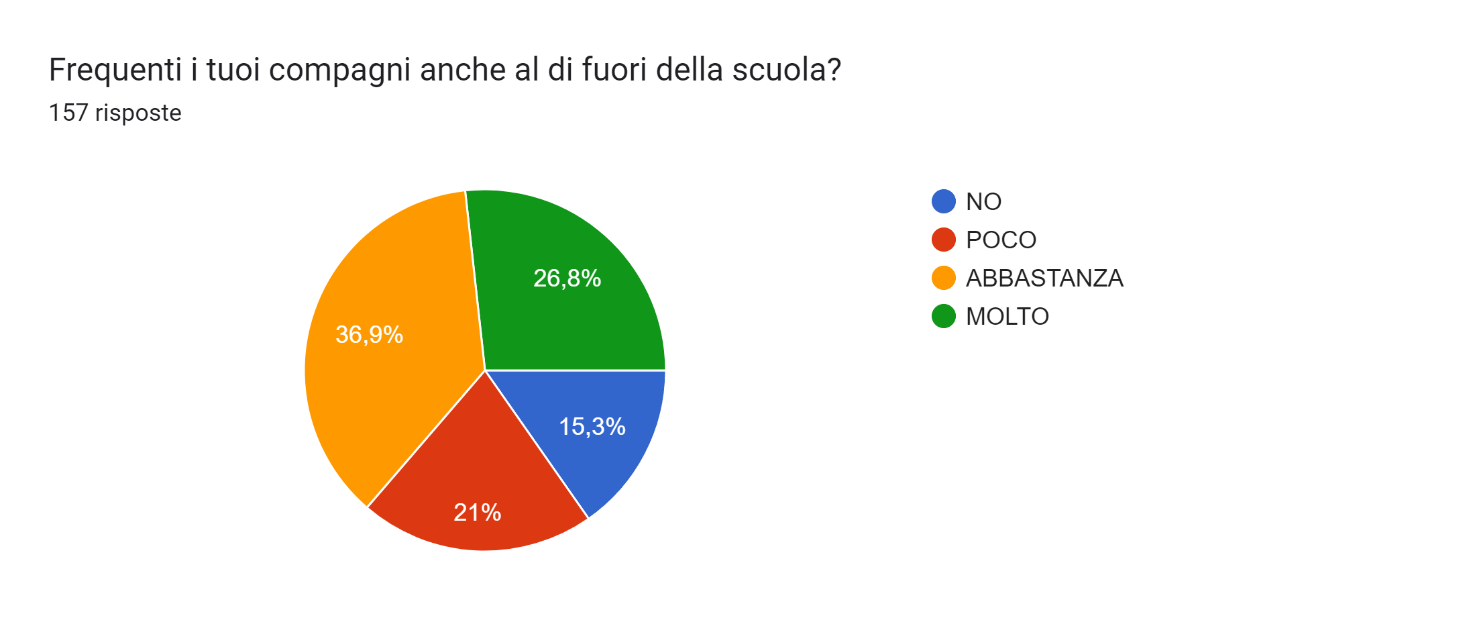 Frequenti i tuoi compagni anche al di fuori della scuola?
157 risposte
NO
POCO
ABBASTANZA
MOLTO
26,8%
36,9%
15,3%
21%